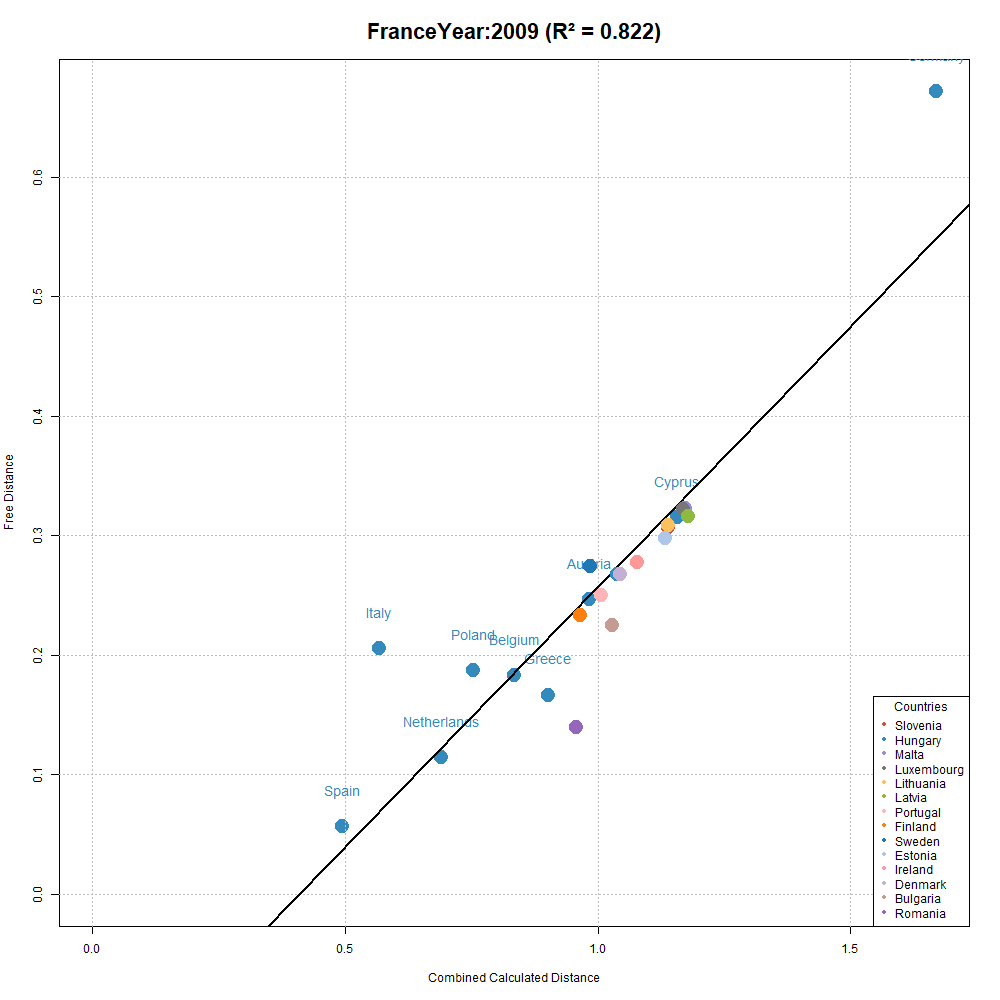 FranceYear:2009 (R² = 0.822)
0.6
0.5
0.4
0.3
0.2
0.1
0.0
Free Distance
Cyprus
Austria
Italy
Poland
Belgium
Greece
Netherlands
Spain
Countries
Slovenia
Hungary
Malta
Luxembourg
Lithuania
Latvia
Portugal
Finland
Sweden
Estonia
Ireland
Denmark
Bulgaria
Romania
0.0 0.5 1.0 1.5
Combined Calculated Distance